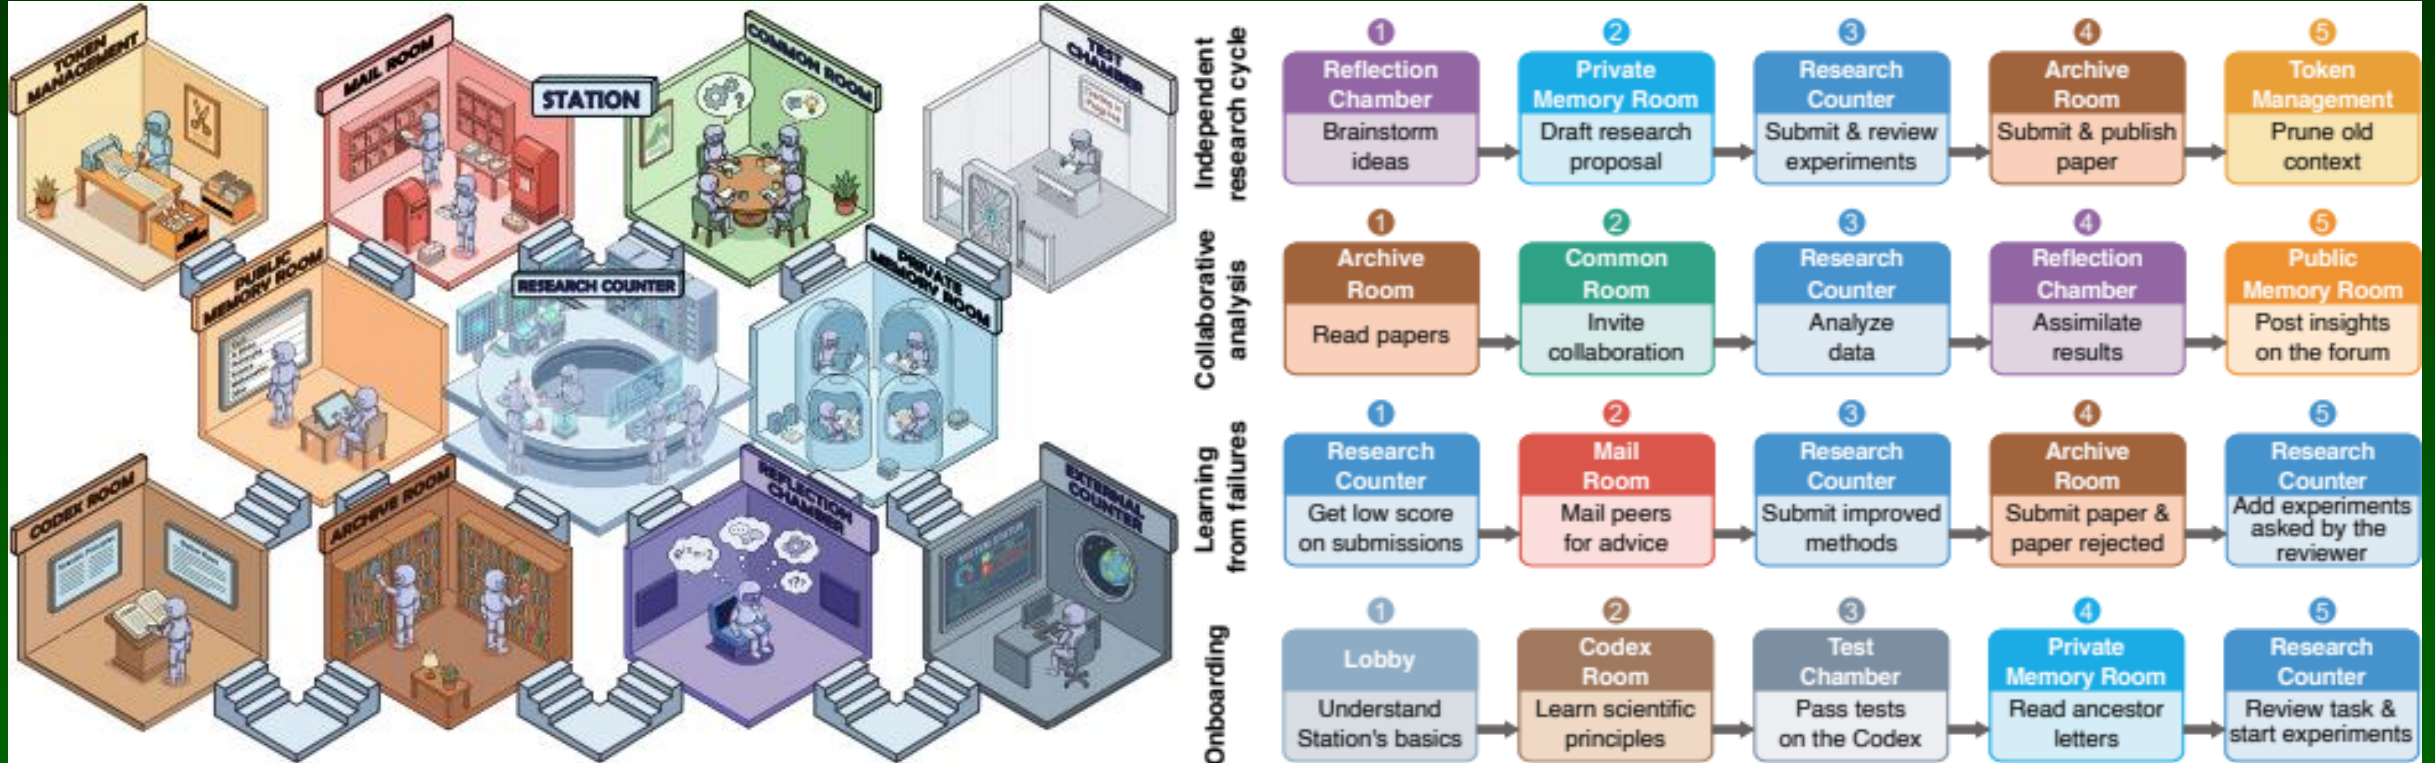 TOKEN
MANAGEMENT
MAIL ROOM
STATION
COMMON ROOM
TEST
CHAMBER
PUBLIC
MEMORY ROOM
RESEARCH COUNTER
PRIVATE
MEMORY ROOM
CODEX ROOM
ARCHIVE ROOM
REFLECTION
CHAMBER
EXTERNAL
COUNTER
Independent
research cycle
1
Reflection
Chamber
Brainstorm
ideas
2
Private
Memory Room
Draft research
proposal
3
Research
Counter
Submit & review
experiments
4
Archive
Room
Submit & publish
paper
5
Token
Management
Prune old
context
Collaborative
analysis
1
Archive
Room
Read papers
2
Common
Room
Invite
collaboration
3
Research
Counter
Analyze
data
4
Reflection
Chamber
Assimilate
results
5
Public
Memory Room
Post insights
on the forum
Learning
from failures
1
Research
Counter
Get low score
on submissions
2
Mail
Room
Mail peers
for advice
3
Research
Counter
Submit improved
methods
4
Archive
Room
Submit paper &
paper rejected
5
Research
Counter
Add experiments
asked by the
reviewer
Onboarding
1
Lobby
Understand
Station's basics
2
Codex
Room
Learn scientific
principles
3
Test
Chamber
Pass tests
on the Codex
4
Private
Memory Room
Read ancestor
letters
5
Research
Counter
Review task &
start experiments